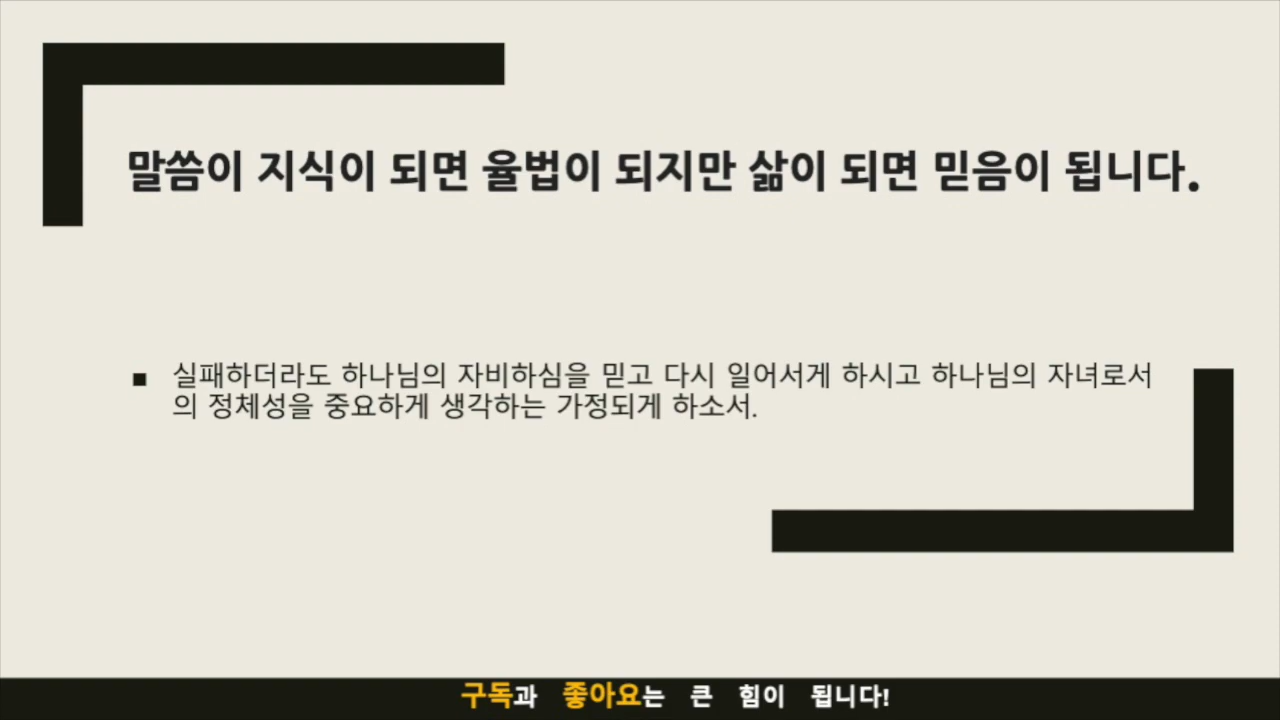 말씀이 지식이 되면 율법이 되지만 삶이 되면 믿음이 됩니다.
■ 실패하더라도 하나님의 자비하심을 믿고 다시 일어서게 하시고 하나님의 자녀로서
의 정체성을 중요하게 생각하는 가정되게 하소서.
구독과 좋아요는 큰 힘이 됩니다!